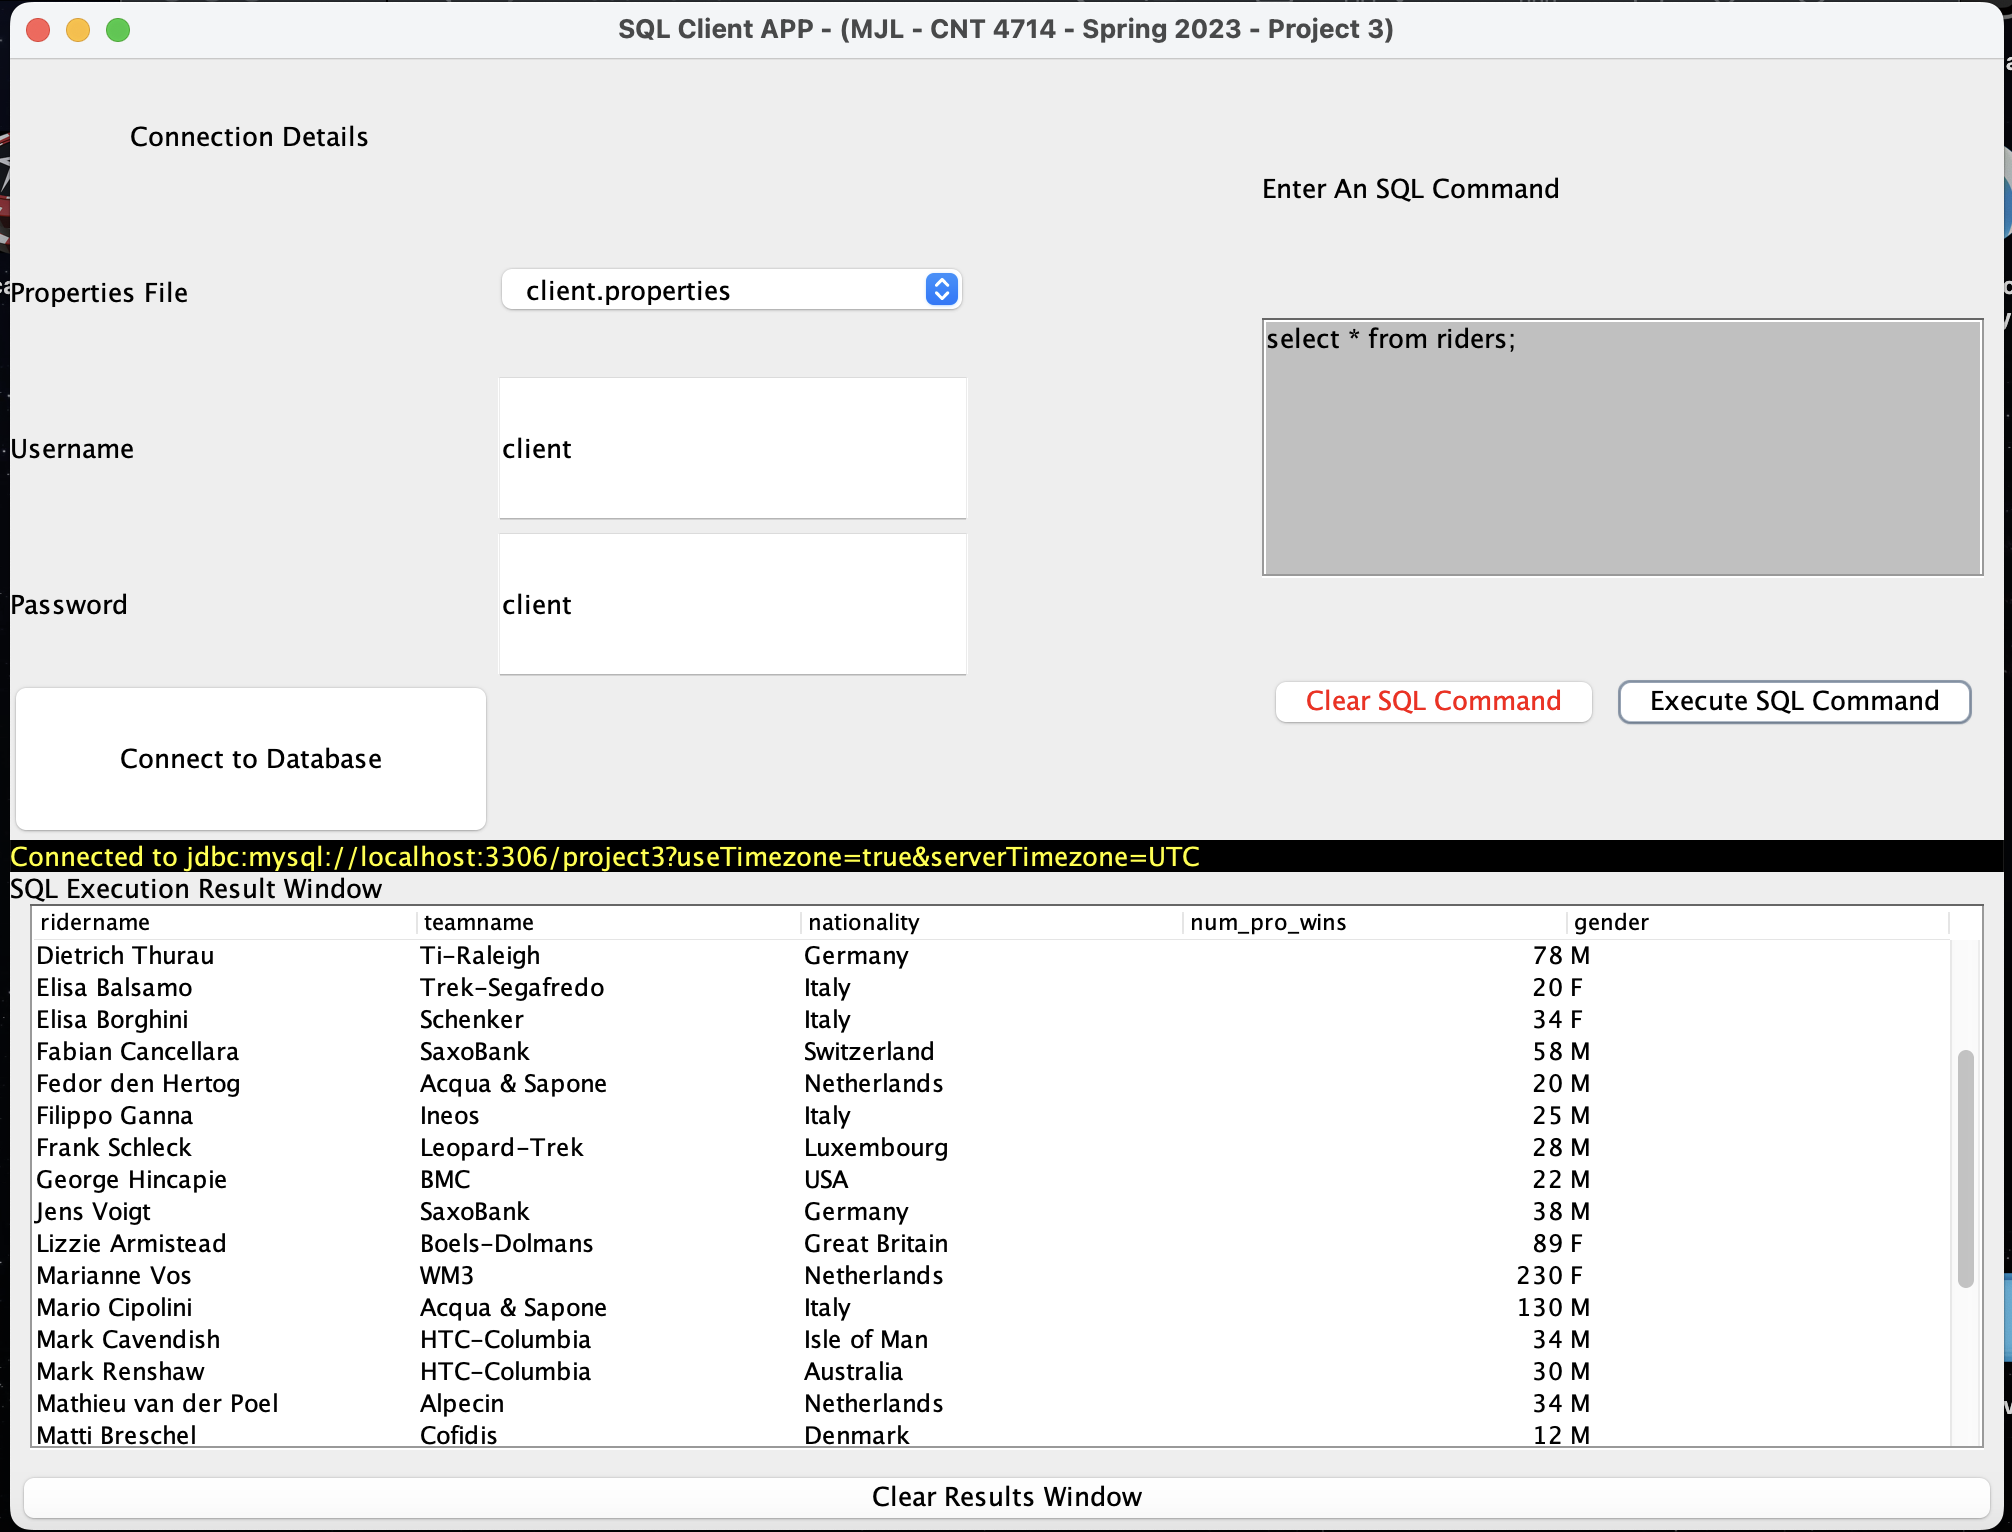 SQL Client APP - (MJL - CNT 4714 - Spring 2023 - Project 3)
Connection Details
Enter An SQL Command
Properties File
client.properties
select * from riders;
Username
client
Password
client
Clear SQL Command
Execute SQL Command
Connect to Database
Connected to jdbc:mysql://localhost:3306/project3?useTimezone=true&serverTimezone=UTC
SQL Execution Result Window
ridername teamname nationality num_pro_wins gender
Dietrich Thurau Ti-Raleigh Germany 78 M
Elisa Balsamo Trek-Segafredo Italy 20 F
Elisa Borghini Schenker Italy 34 F
Fabian Cancellara SaxoBank Switzerland 58 M
Fedor den Hertog Acqua & Sapone Netherlands 20 M
Filippo Ganna Ineos Italy 25 M
Frank Schleck Leopard-Trek Luxembourg 28 M
George Hincapie BMC USA 22 M
Jens Voigt SaxoBank Germany 38 M
Lizzie Armistead Boels-Dolmans Great Britain 89 F
Marianne Vos WM3 Netherlands 230 F
Mario Cipolini Acqua & Sapone Italy 130 M
Mark Cavendish HTC-Columbia Isle of Man 34 M
Mark Renshaw HTC-Columbia Australia 30 M
Mathieu van der Poel Alpecin Netherlands 34 M
Matti Breschel Cofidis Denmark 12 M
Clear Results Window